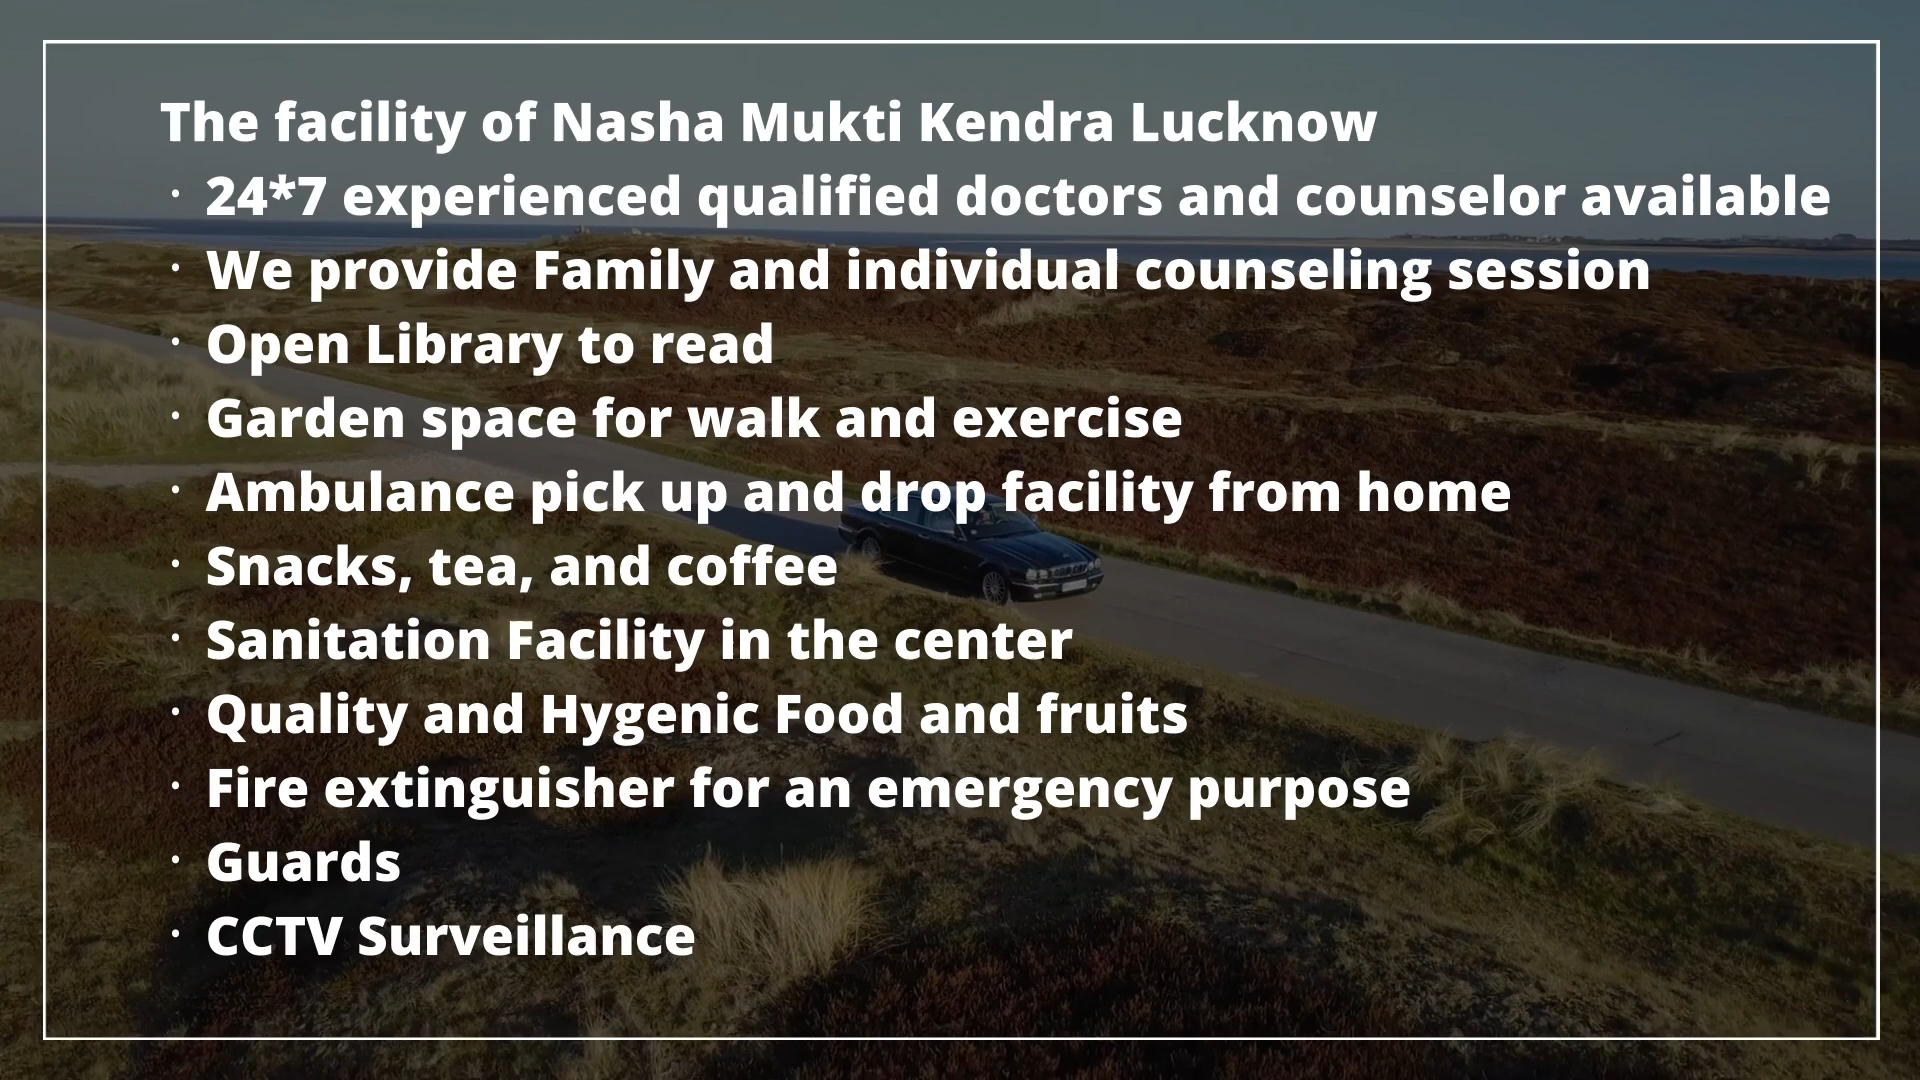 The facility of Nasha Mukti Kendra Lucknow
· 24*7 experienced qualified doctors and counselor available
· We provide Family and individual counseling session
· Open Library to read
· Garden space for walk and exercise
· Ambulance pick up and drop facility from home
· Snacks, tea, and coffee
· Sanitation Facility in the center
· Quality and Hygenic Food and fruits
· Fire extinguisher for an emergency purpose
· Guards
· CCTV Surveillance